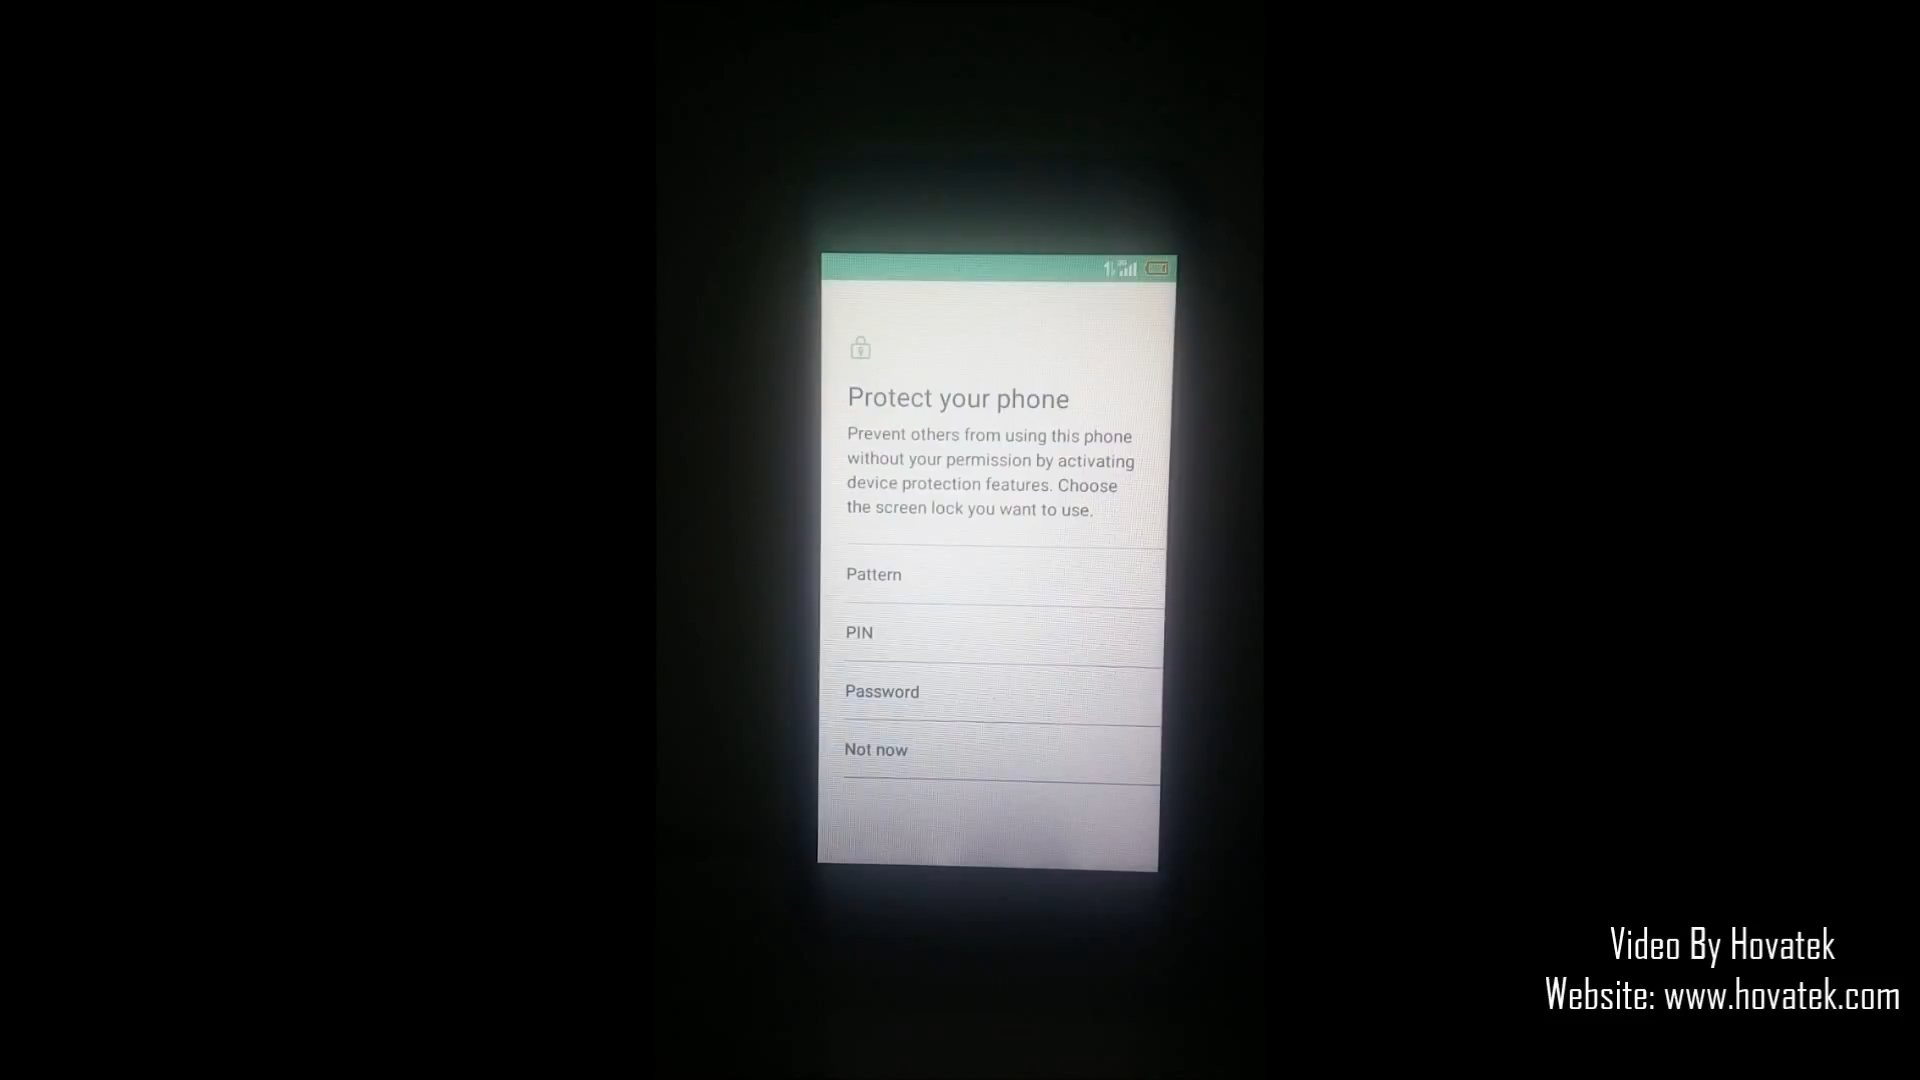 Protect your phone
Prevent others from using this phone
without your permission by activating
device protection features. Choose
the screen lock you want to use.
Pattern
PIN
Password
Not now
Video By Hovatek
Website: www.hovatek.com